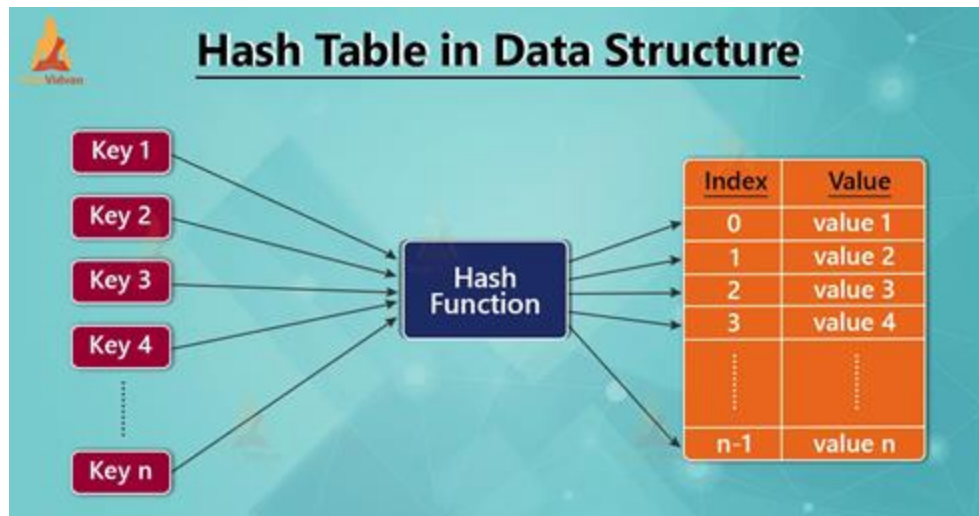 Hash Table in Data Structure
Key 1
Key 2
Key 3
Key 4
Key n
Hash
Function
Index Value
0 value 1
1 value 2
2 value 3
3 value 4
n-1 value n